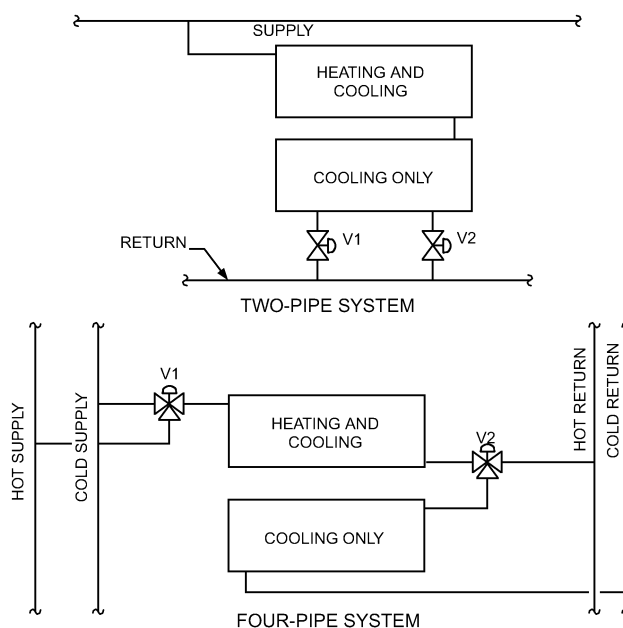 SUPPLY
HEATING AND
COOLING
COOLING ONLY
V1
V2
RETURN
TWO-PIPE SYSTEM
HOT SUPPLY
COLD SUPPLY
V1
HEATING AND
COOLING
V2
HOT RETURN
COLD RETURN
COOLING ONLY
FOUR-PIPE SYSTEM